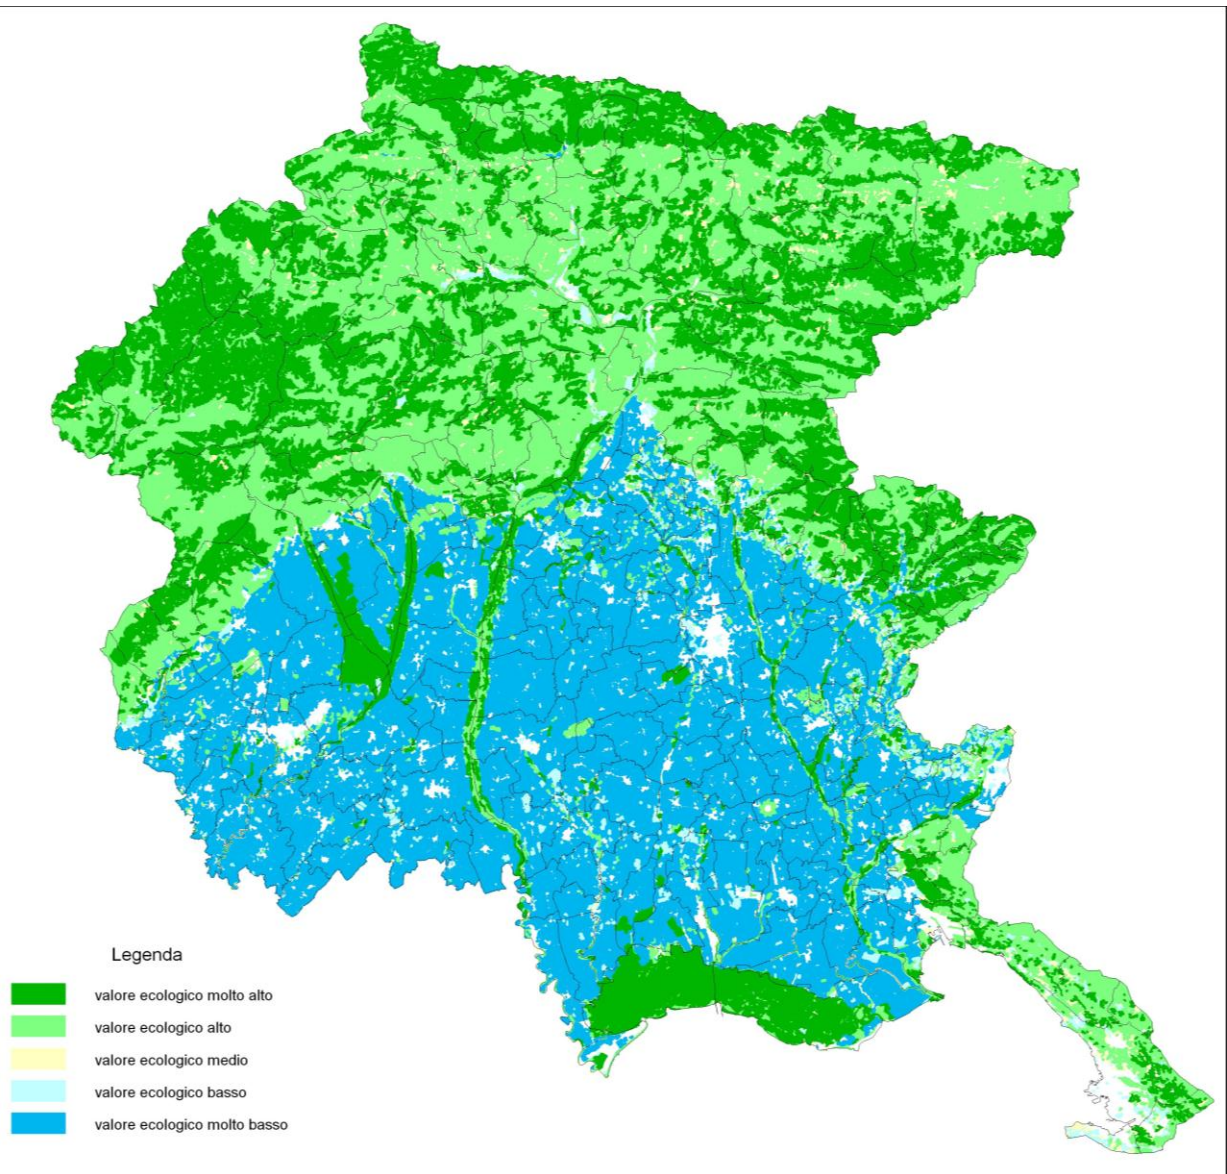 Legenda
valore ecologico molto alto
valore ecologico alto
valore ecologico medio
valore ecologico basso
valore ecologico molto basso